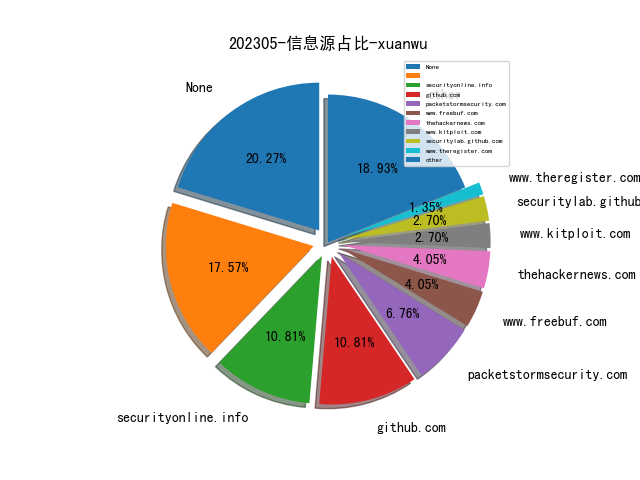 202305-信息源占比-xuanwu
None
securityonline.info
github.com
packetstormsecurity.com
www.freebuf.com
thehackernews.com
www.kitploit.com
securitylab.github.com
www.theregister.com
other
None
20.27%
18.93%
17.57%
10.81%
10.81%
6.76%
4.05%
4.05%
2.70%
2.70%
1.35%
www.theregister.com
securitylab.github
www.kitploit.com
thehackernews.com
www.freebuf.com
packetstormsecurity.com
github.com
securityonline.info